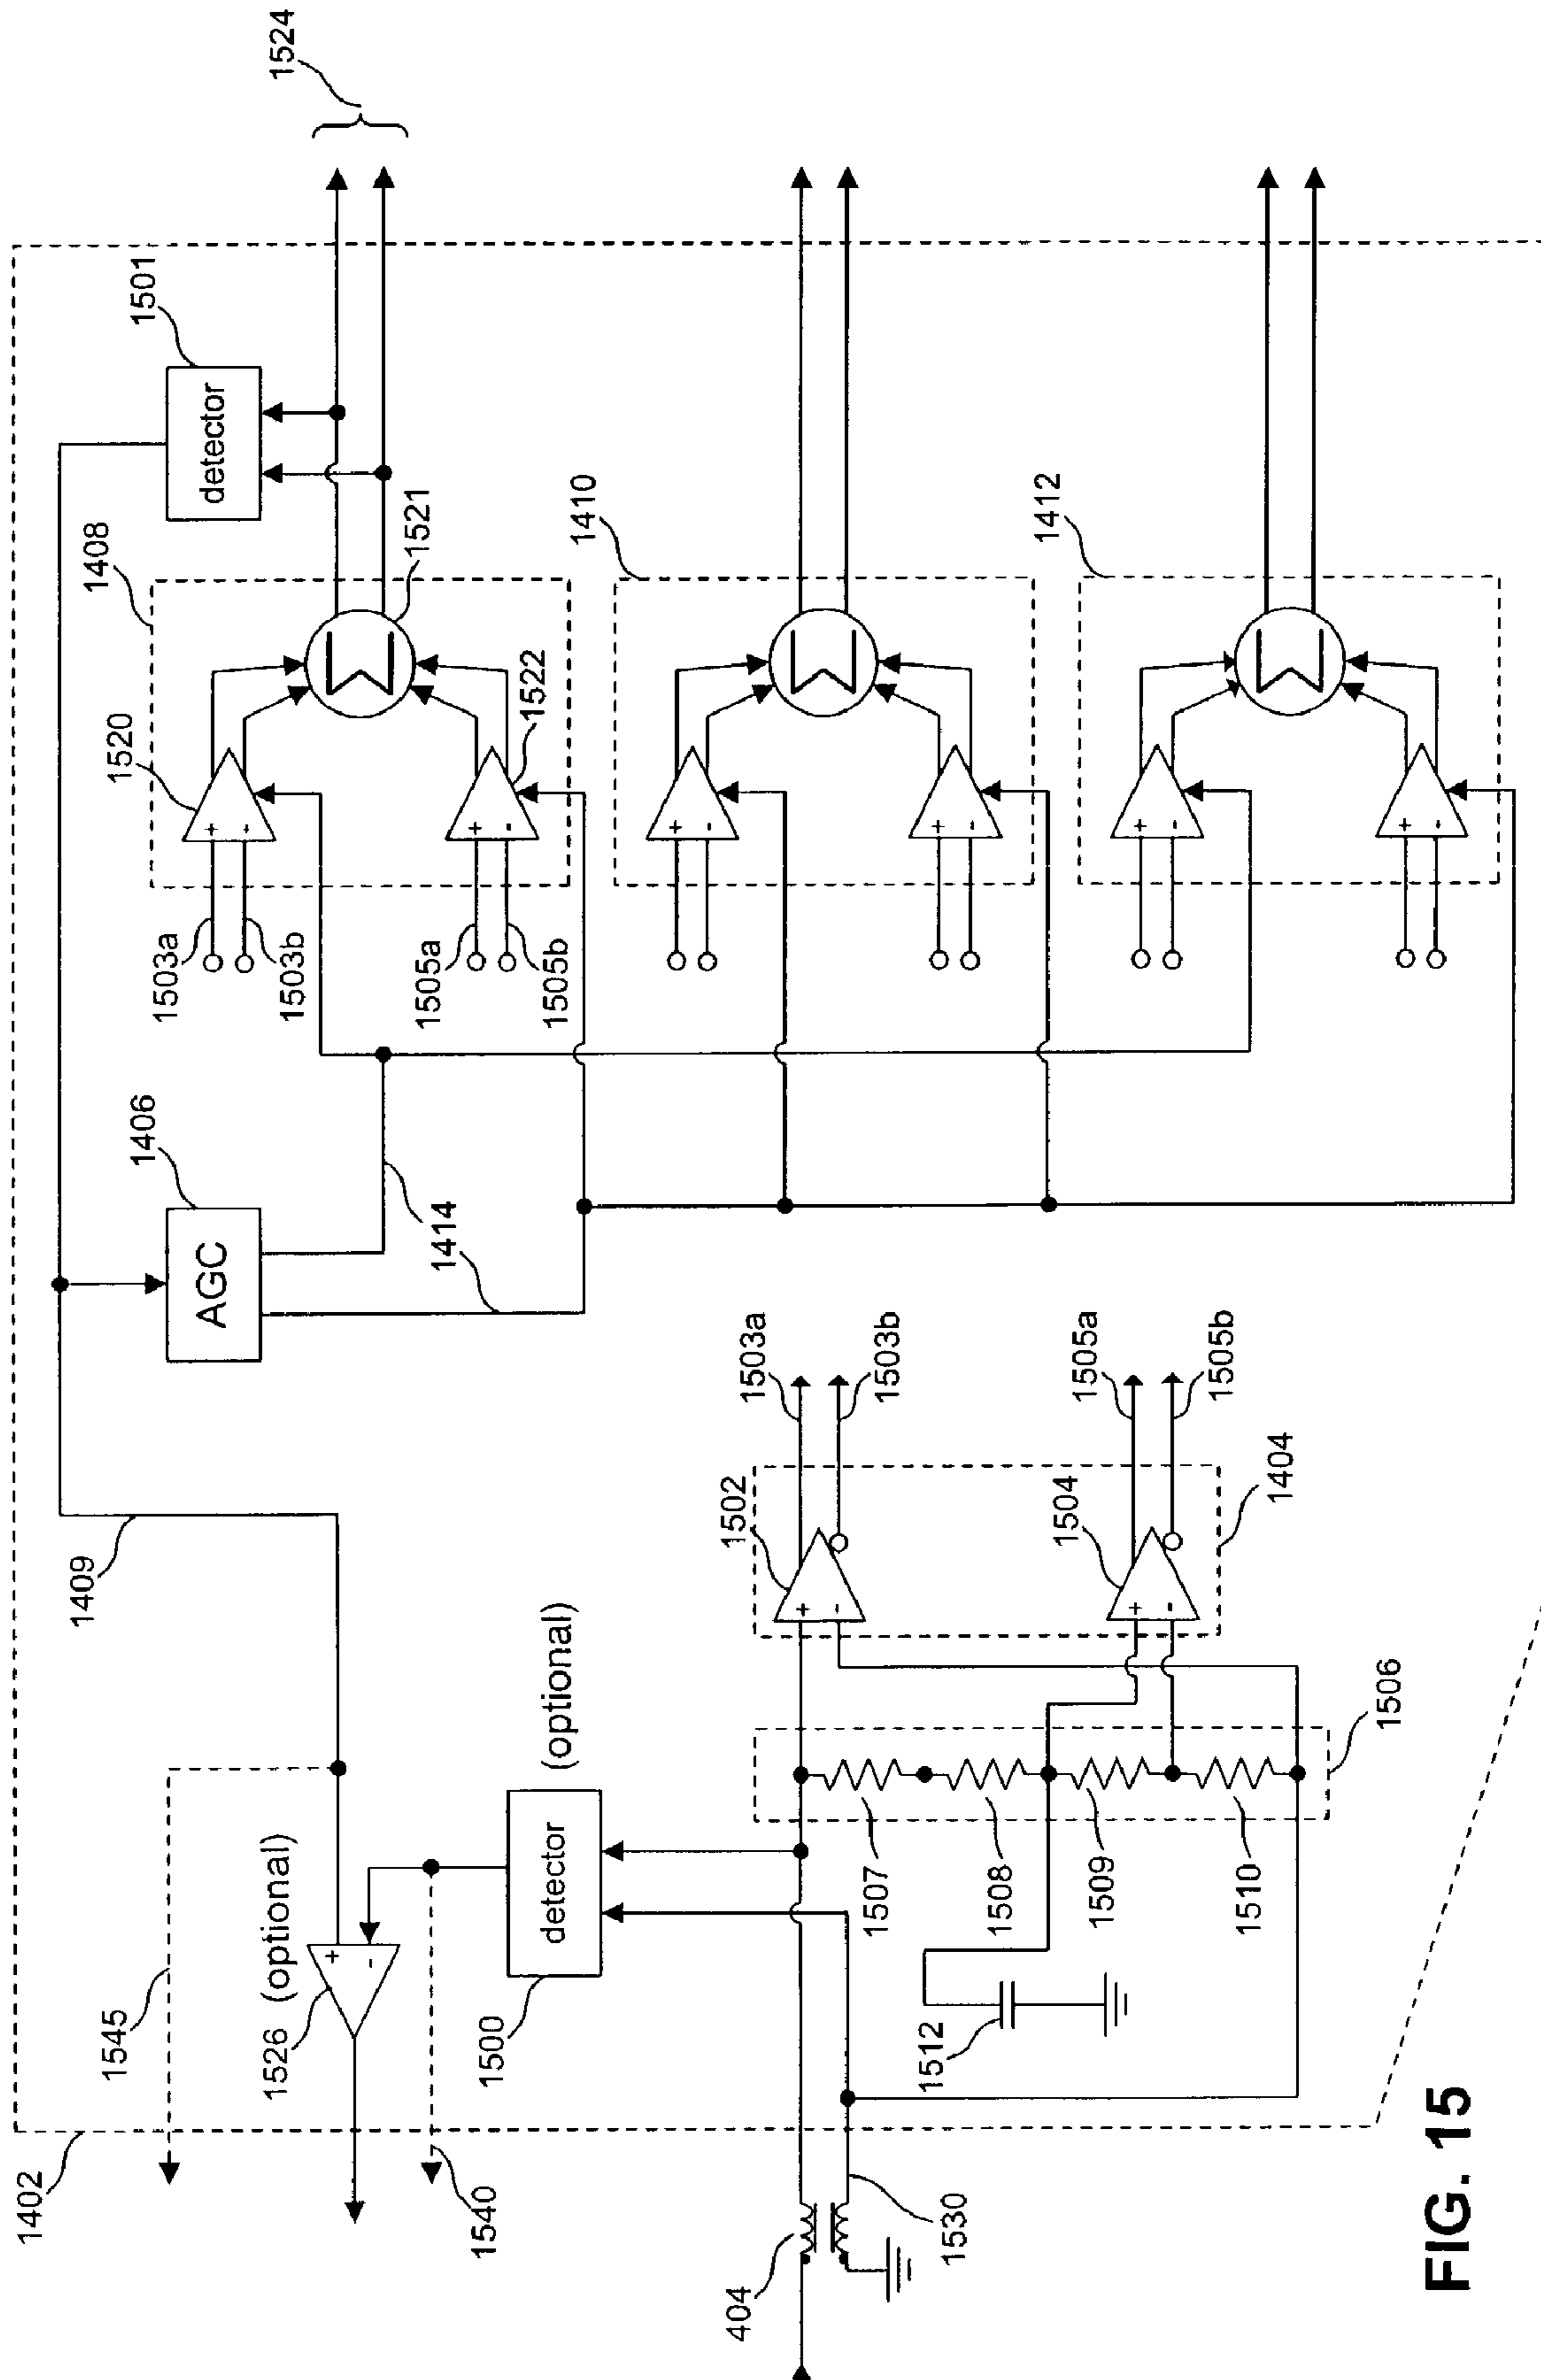 1402
1409
1545
1406
AGC
1408
1501
detector
1524
1526
(optional)
+
-
1414
1520
1503a
1503b
+
-
1521
1540
1500
detector
(optional)
1505a
1505b
+
-
1522
Σ
1410
+
-
+
-
Σ
404
1530
1502
+
-
1503a
1503b
1507
1512
1508
1504
+
-
1505a
1505b
1509
1510
1404
1506
1412
+
-
+
-
Σ
FIG. 15